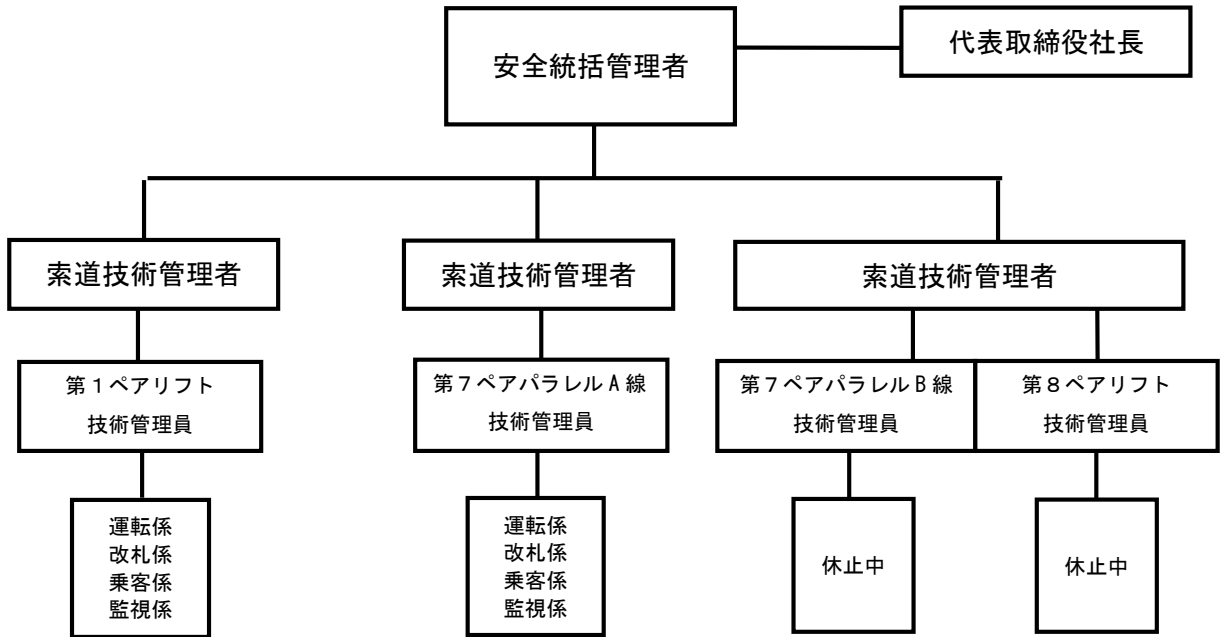 安全統括管理者
代表取締役社長
索道技術管理者
索道技術管理者
索道技術管理者
第１ペアリフト
技術管理員
第７ペアパラレルA線
技術管理員
第７ペアパラレルB線
技術管理員
第８ペアリフト
技術管理員
運転係
改札係
乗客係
監視係
運転係
改札係
乗客係
監視係
休止中
休止中